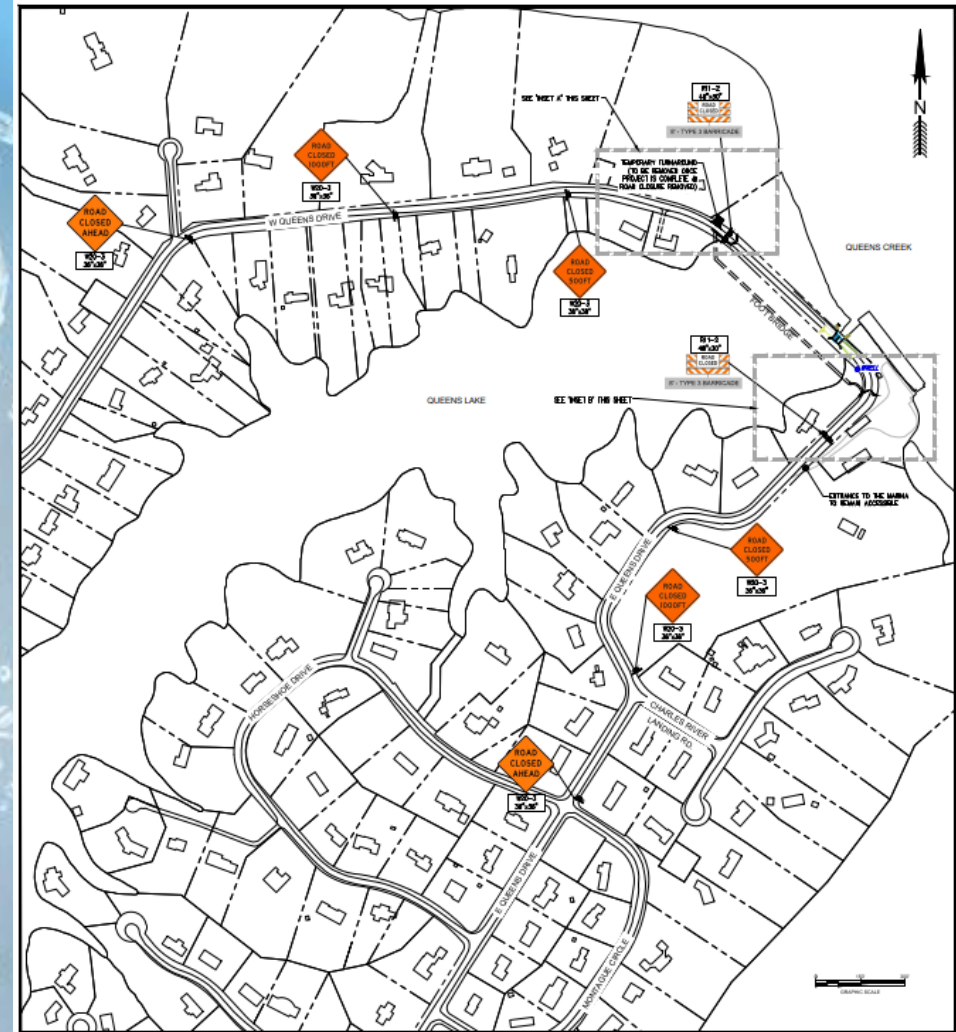 R11-2
48"x30"
ROAD
CLOSED
8' - TYPE 3 BARRICADE
SEE "INSET A" THIS SHEET
N
TEMPORARY TURNAROUND
(TO BE REMOVED ONCE
PROJECT IS COMPLETE &
ROAD CLOSURE REMOVED)
ROAD
CLOSED
1000FT
W20-3
36"x36"
W QUEENS DRIVE
ROAD
CLOSED
AHEAD
W20-3
36"x36"
QUEENS CREEK
ROAD
CLOSED
500FT
W20-3
36"x36"
FOOT BRIDGE
R11-2
48"x30"
ROAD
CLOSED
8' - TYPE 3 BARRICADE
QUEENS LAKE
SEE "INSET B" THIS SHEET
ENTRANCE TO THE MARINA
TO REMAIN ACCESSIBLE
ROAD
CLOSED
500FT
W20-3
36"x36"
E QUEENS DRIVE
ROAD
CLOSED
1000FT
W20-3
36"x36"
HORSESHOE DRIVE
CHARLES RIVER
LANDING RD.
ROAD
CLOSED
AHEAD
W20-3
36"x36"
E QUEENS DRIVE
MONTAGUE CIRCLE
GRAPHIC SCALE